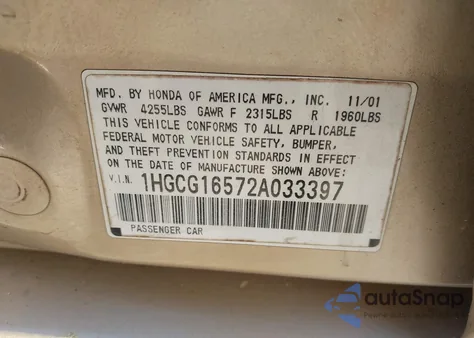 MFD. BY HONDA OF AMERICA MFG., INC. 11/01
GVWR 4255LBS GAWR F 2315LBS R 1960LBS
THIS VEHICLE CONFORMS TO ALL APPLICABLE
FEDERAL MOTOR VEHICLE SAFETY, BUMPER,
AND THEFT PREVENTION STANDARDS IN EFFECT
ON THE DATE OF MANUFACTURE SHOWN ABOVE:
V.I.N. 1HGCG16572A033397
PASSENGER CAR
autaSnap